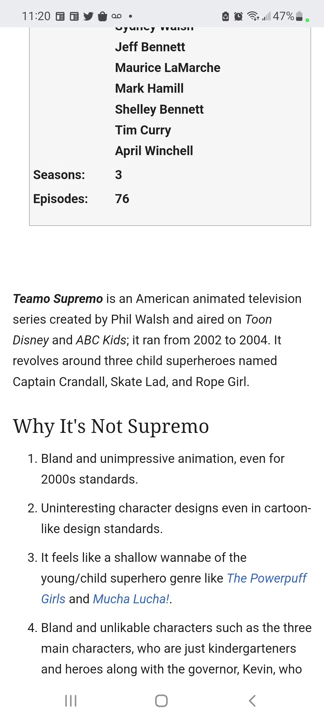 11:20 47%
Sydney Walsh
Jeff Bennett
Maurice LaMarche
Mark Hamill
Shelley Bennett
Tim Curry
April Winchell
Seasons: 3
Episodes: 76
Teamo Supremo is an American animated television
series created by Phil Walsh and aired on Toon
Disney and ABC Kids; it ran from 2002 to 2004. It
revolves around three child superheroes named
Captain Crandall, Skate Lad, and Rope Girl.
Why It's Not Supremo
1. Bland and unimpressive animation, even for
2000s standards.
2. Uninteresting character designs even in cartoon-
like design standards.
3. It feels like a shallow wannabe of the
young/child superhero genre like The Powerpuff
Girls and Mucha Lucha!.
4. Bland and unlikable characters such as the three
main characters, who are just kindergarteners
and heroes along with the governor, Kevin, who